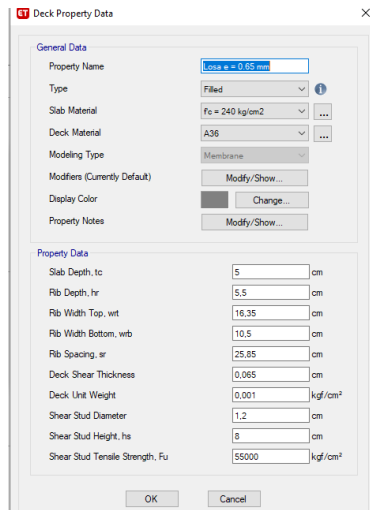 ET Deck Property Data
General Data
Property Name Losa e = 0.65 mm
Type Filled
Slab Material f'c = 240 kg/cm2 ...
Deck Material A36 ...
Modeling Type Membrane
Modifiers (Currently Default) Modify/Show...
Display Color Change...
Property Notes Modify/Show...
Property Data
Slab Depth, tc 5 cm
Rib Depth, hr 5,5 cm
Rib Width Top, wrt 16,35 cm
Rib Width Bottom, wrb 10,5 cm
Rib Spacing, sr 25,85 cm
Deck Shear Thickness 0,065 cm
Deck Unit Weight 0,001 kgf/cm²
Shear Stud Diameter 1,2 cm
Shear Stud Height, hs 8 cm
Shear Stud Tensile Strength, Fu 55000 kgf/cm²
OK Cancel